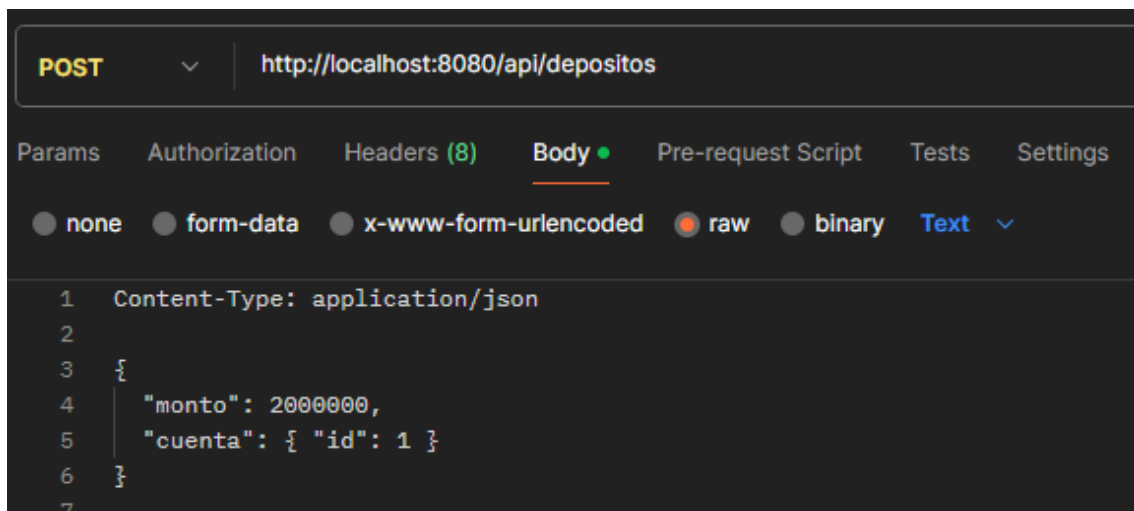 POST http://localhost:8080/api/depositos
Params Authorization Headers (8) Body Pre-request Script Tests Settings
none form-data x-www-form-urlencoded raw binary Text
1 Content-Type: application/json
2
3 {
4 "monto": 2000000,
5 "cuenta": { "id": 1 }
6 }
7